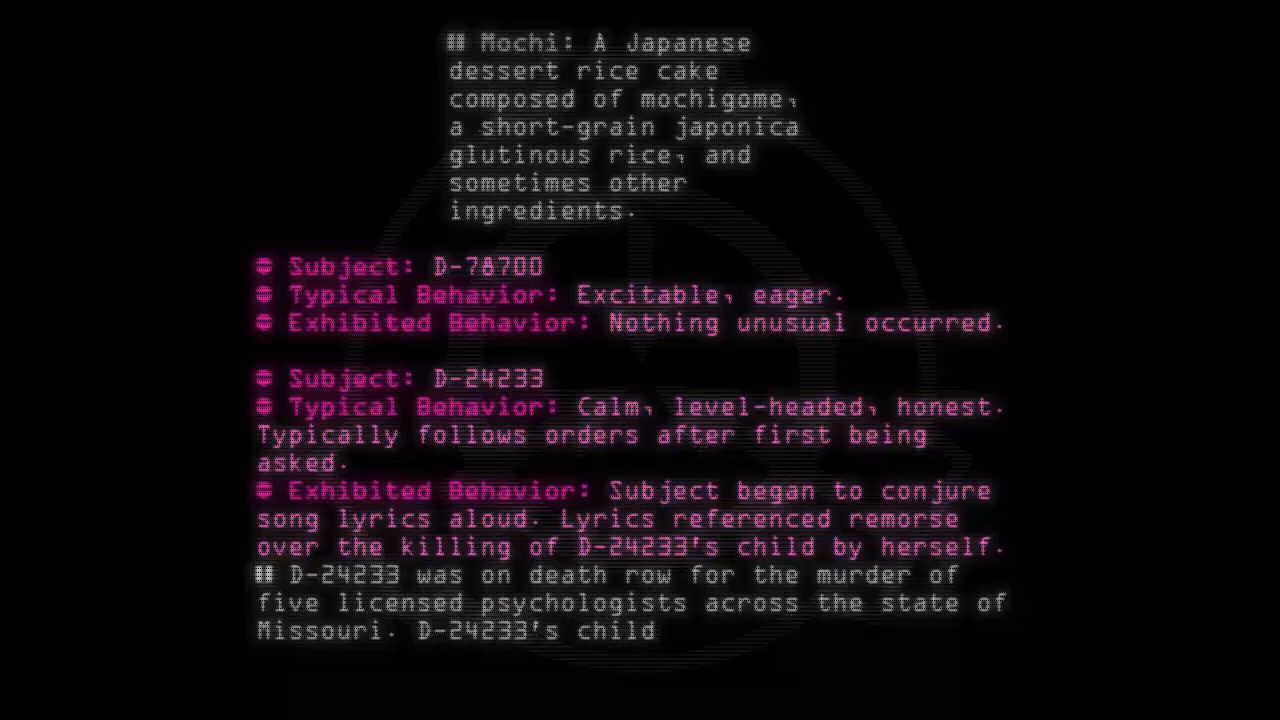 ⌗ Mochi: A Japanese
dessert rice cake
composed of mochigome,
a short-grain japonica
glutinous rice, and
sometimes other
ingredients.
Subject: D-78700
Typical Behavior: Excitable, eager.
Exhibited Behavior: Nothing unusual occurred.
Subject: D-24233
Typical Behavior: Calm, level-headed, honest.
Typically follows orders after first being
asked.
Exhibited Behavior: Subject began to conjure
song lyrics aloud. Lyrics referenced remorse
over the killing of D-24233's child by herself.
⌗ D-24233 was on death row for the murder of
five licensed psychologists across the state of
Missouri. D-24233's child